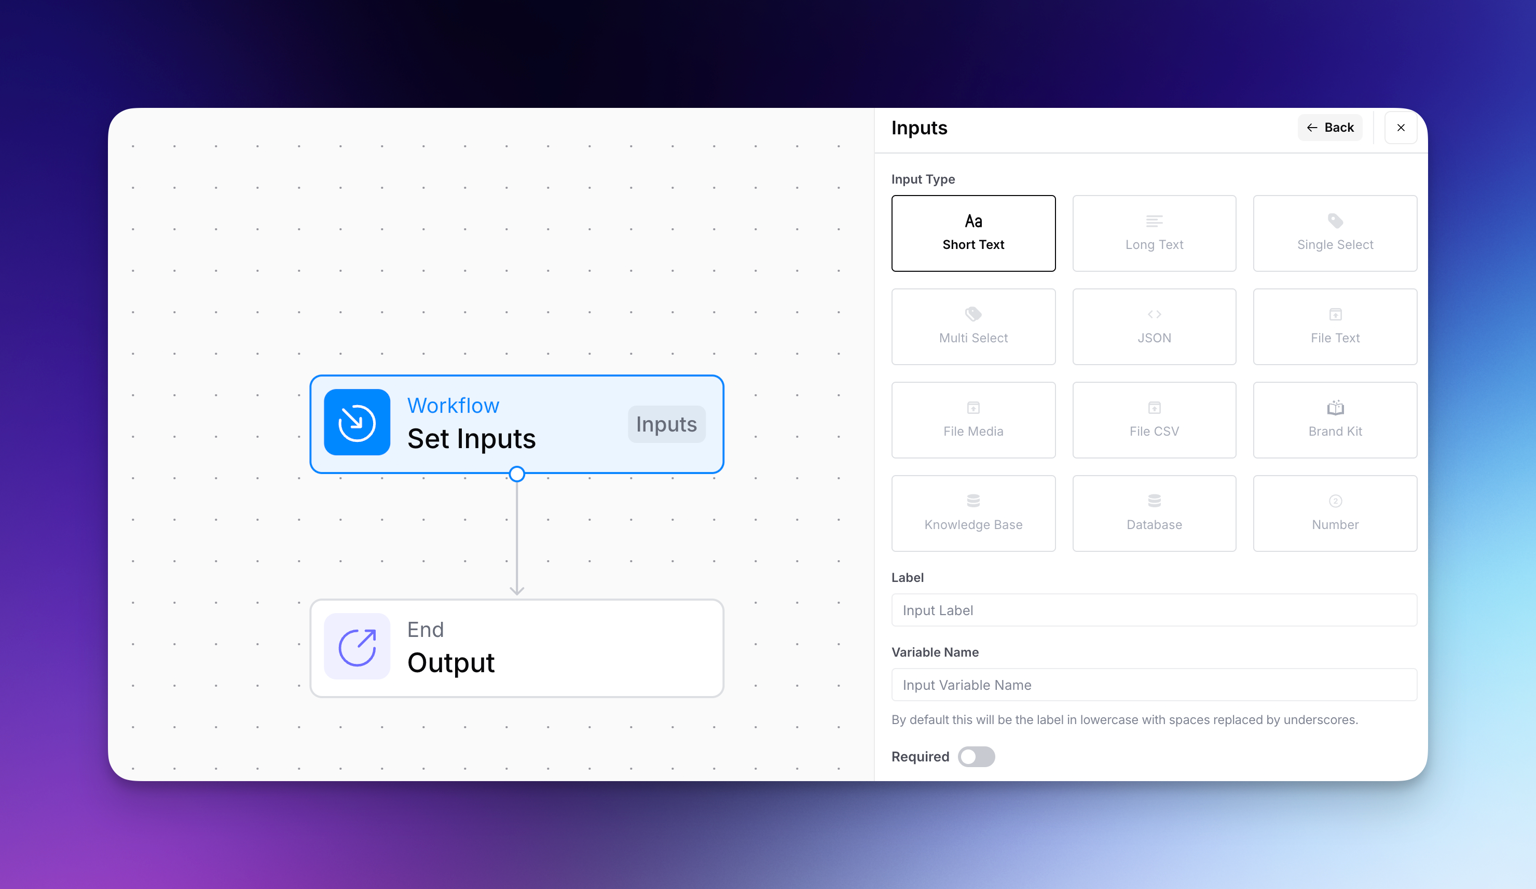 Inputs
Back
Input Type
Aa
Short Text
Long Text
Single Select
Multi Select
JSON
File Text
File Media
File CSV
Brand Kit
Knowledge Base
Database
2
Number
Label
Input Label
Variable Name
Input Variable Name
By default this will be the label in lowercase with spaces replaced by underscores.
Required
Workflow
Set Inputs
Inputs
End
Output